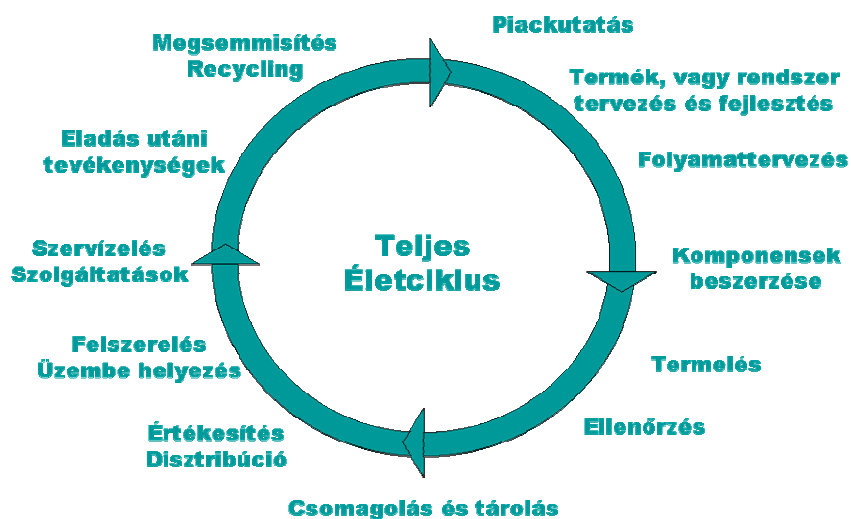 Piackutatás
Termék, vagy rendszer
tervezés és fejlesztés
Folyamattervezés
Komponensek
beszerzése
Termelés
Ellenőrzés
Csomagolás és tárolás
Értékesítés
Disztribúció
Felszerelés
Üzembe helyezés
Szervízelés
Szolgáltatások
Eladás utáni
tevékenységek
Megsemmisítés
Recycling
Teljes
Életciklus